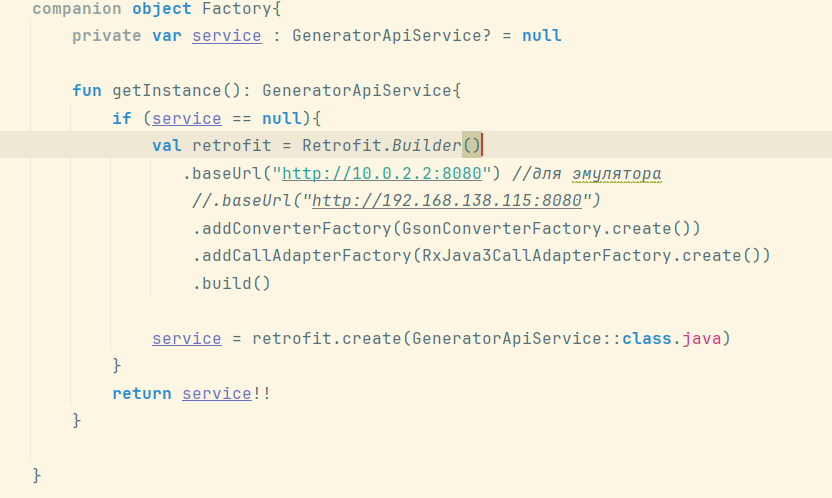 companion object Factory{
private var service : GeneratorApiService? = null
fun getInstance(): GeneratorApiService{
if (service == null){
val retrofit = Retrofit.Builder()
.baseUrl("http://10.0.2.2:8080") //для эмулятора
//.baseUrl("http://192.168.138.115:8080")
.addConverterFactory(GsonConverterFactory.create())
.addCallAdapterFactory(RxJava3CallAdapterFactory.create())
.build()
service = retrofit.create(GeneratorApiService::class.java)
}
return service!!
}
}